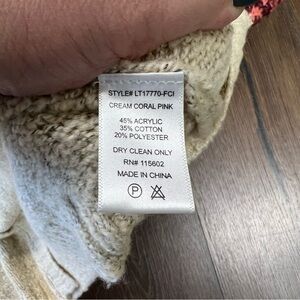 STYLE# LT17770-FCI
CREAM CORAL PINK
45% ACRYLIC
35% COTTON
20% POLYESTER
DRY CLEAN ONLY
RN# 115602
MADE IN CHINA
P A